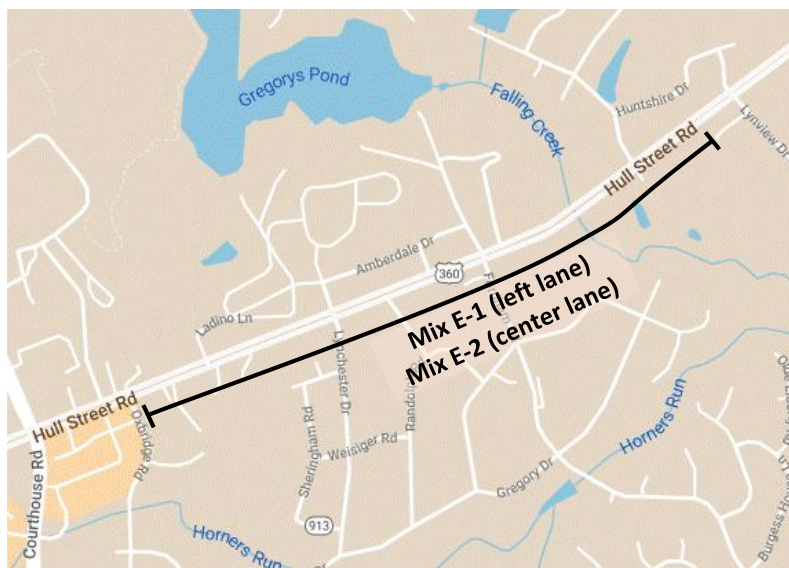 Gregorys Pond
Falling Creek
Huntshire Dr
Lynview Dr
Hull Street Rd
Amberdale Dr
360
Mix E-1 (left lane)
Mix E-2 (center lane)
Ladino Ln
Lynchester Dr
Hull Street Rd
Oxbridge Rd
Courthouse Rd
Sheringham Rd
Weisiger Rd
Gregory Dr
Horners Run
913
Horners Run